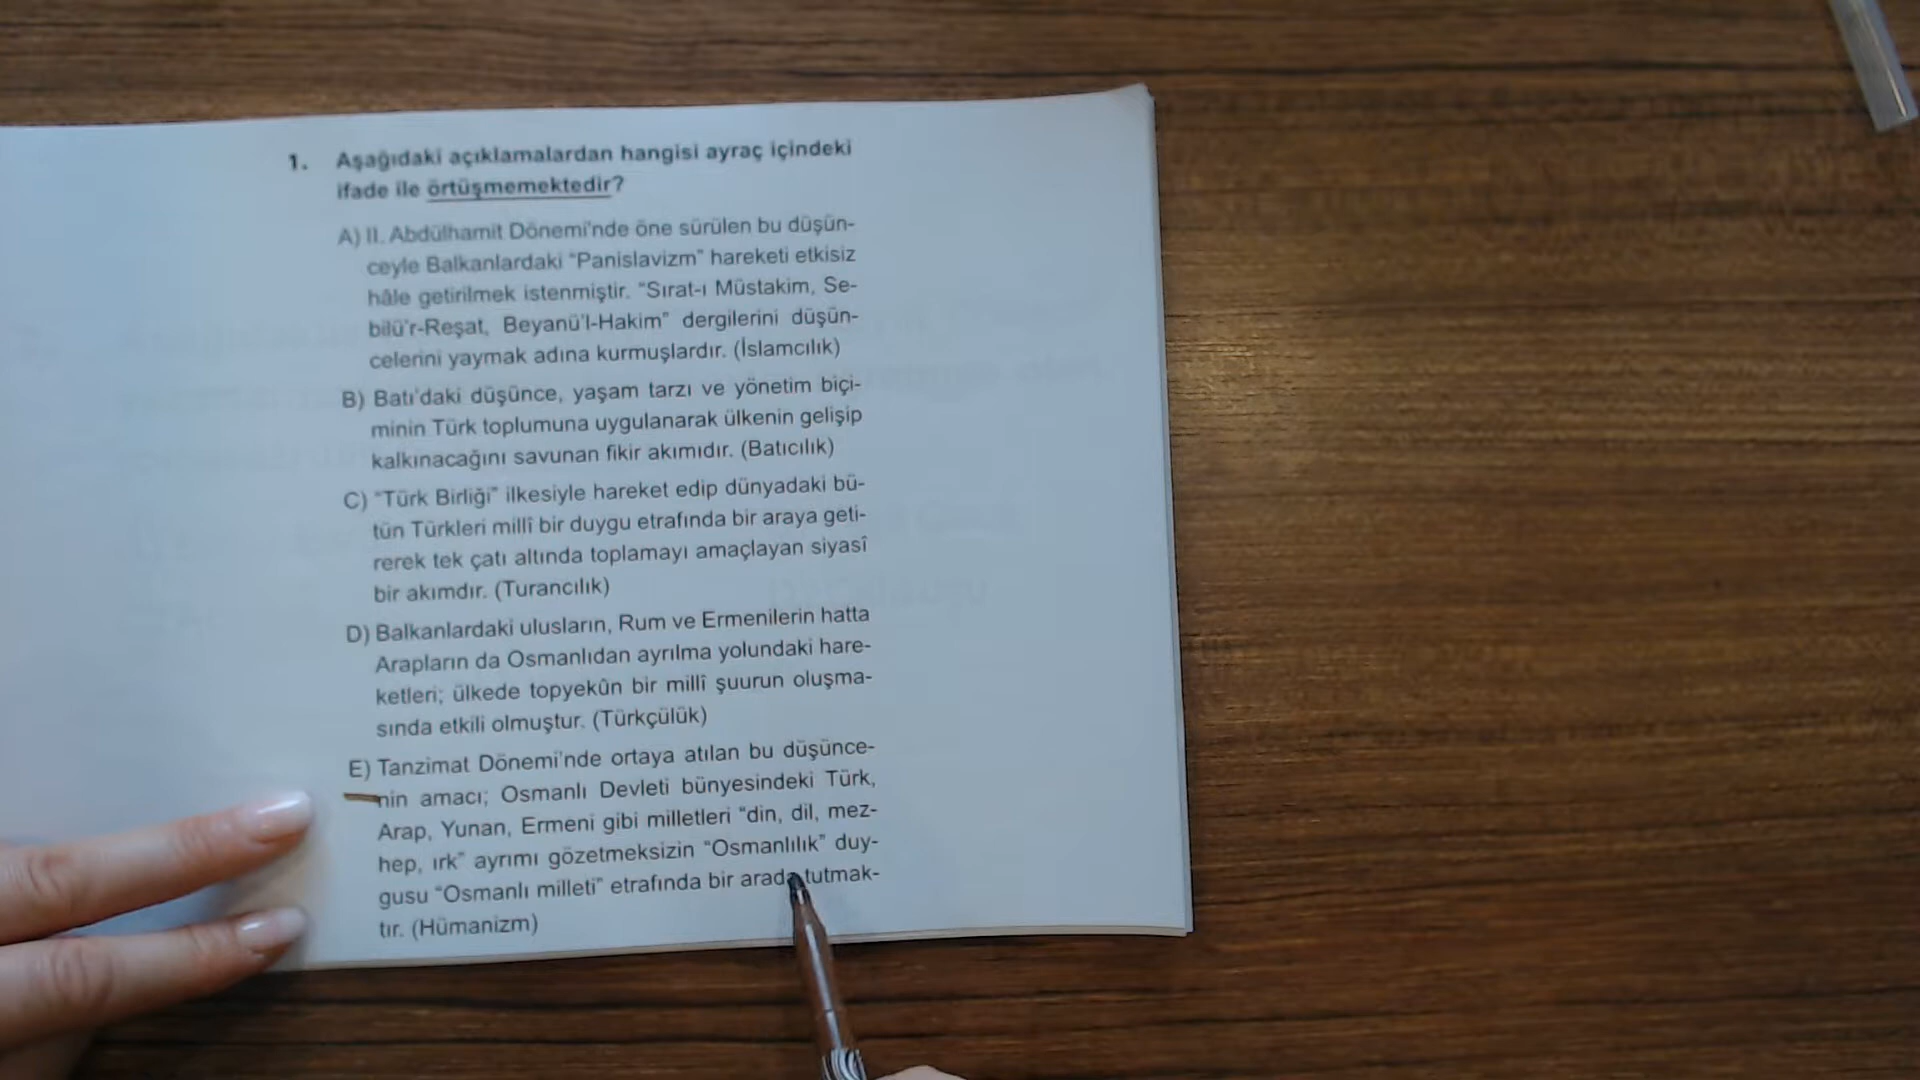 1. Aşağıdaki açıklamalardan hangisi ayraç içindeki
ifade ile örtüşmemektedir?
A) II. Abdülhamit Dönemi'nde öne sürülen bu düşün-
ceyle Balkanlardaki "Panislavizm" hareketi etkisiz
hâle getirilmek istenmiştir. "Sırat-ı Müstakim, Se-
bilü'r-Reşat, Beyanü'l-Hakim" dergilerini düşün-
celerini yaymak adına kurmuşlardır. (İslamcılık)
B) Batı'daki düşünce, yaşam tarzı ve yönetim biçi-
minin Türk toplumuna uygulanarak ülkenin gelişip
kalkınacağını savunan fikir akımıdır. (Batıcılık)
C) "Türk Birliği" ilkesiyle hareket edip dünyadaki bü-
tün Türkleri millî bir duygu etrafında bir araya geti-
rerek tek çatı altında toplamayı amaçlayan siyasî
bir akımdır. (Turancılık)
D) Balkanlardaki ulusların, Rum ve Ermenilerin hatta
Arapların da Osmanlıdan ayrılma yolundaki hare-
ketleri; ülkede topyekûn bir millî şuurun oluşma-
sında etkili olmuştur. (Türkçülük)
E) Tanzimat Dönemi'nde ortaya atılan bu düşünce-
nin amacı; Osmanlı Devleti bünyesindeki Türk,
Arap, Yunan, Ermeni gibi milletleri "din, dil, mez-
hep, ırk" ayrımı gözetmeksizin "Osmanlılık" duy-
gusu "Osmanlı milleti" etrafında bir arada tutmak-
tır. (Hümanizm)